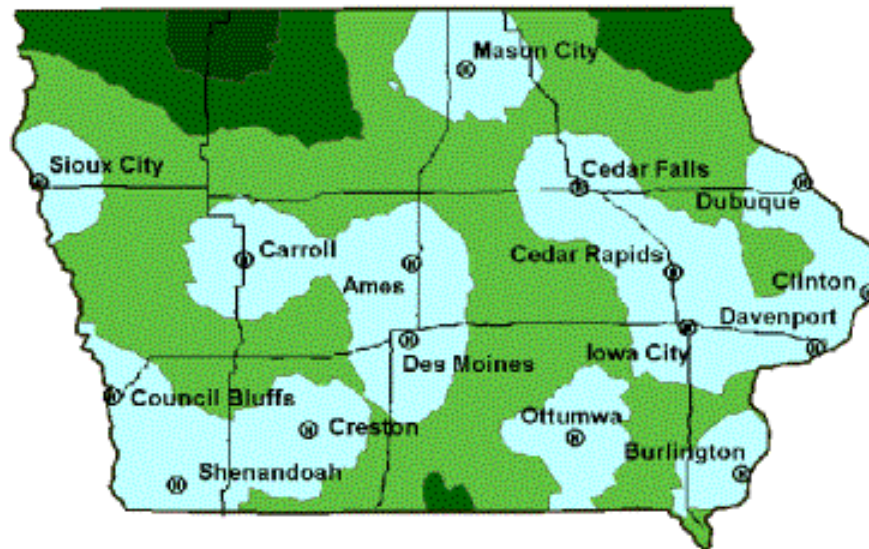 Masun City
Sioux City
Cedar Falls
Dubuque
Carroll
Cedar Rapids
Ames
Clinton
Davenport
Iowa City
Des Moines
Council Bluffs
Creston
Ottumwa
Burlington
Shenandoah